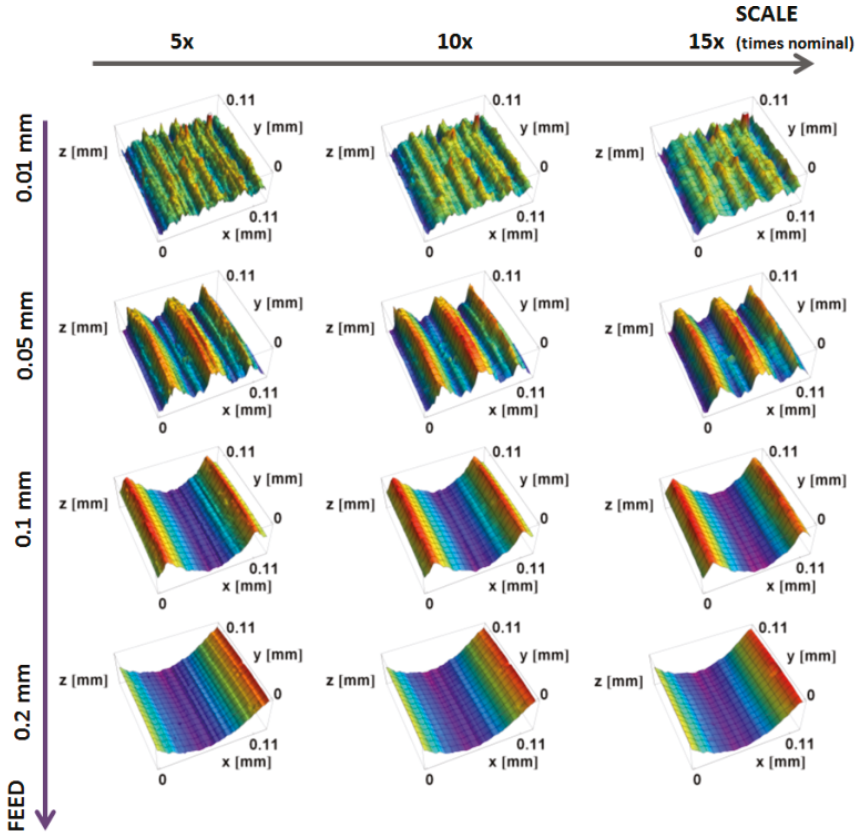 SCALE
5x 10x 15x (times nominal)
0.01 mm
0.11 0.11 0.11
y [mm] y [mm] y [mm]
z [mm] z [mm] z [mm]
0 0 0
0.11 0.11 0.11
x [mm] x [mm] x [mm]
0 0 0
0.05 mm
0.11 0.11 0.11
y [mm] y [mm] y [mm]
z [mm] z [mm] z [mm]
0 0 0
0.11 0.11 0.11
x [mm] x [mm] x [mm]
0 0 0
0.1 mm
0.11 0.11 0.11
y [mm] y [mm] y [mm]
z [mm] z [mm] z [mm]
0 0 0
0.11 0.11 0.11
x [mm] x [mm] x [mm]
0 0 0
0.2 mm
0.11 0.11 0.11
y [mm] y [mm] y [mm]
z [mm] z [mm] z [mm]
0 0 0
0.11 0.11 0.11
x [mm] x [mm] x [mm]
0 0 0
FEED